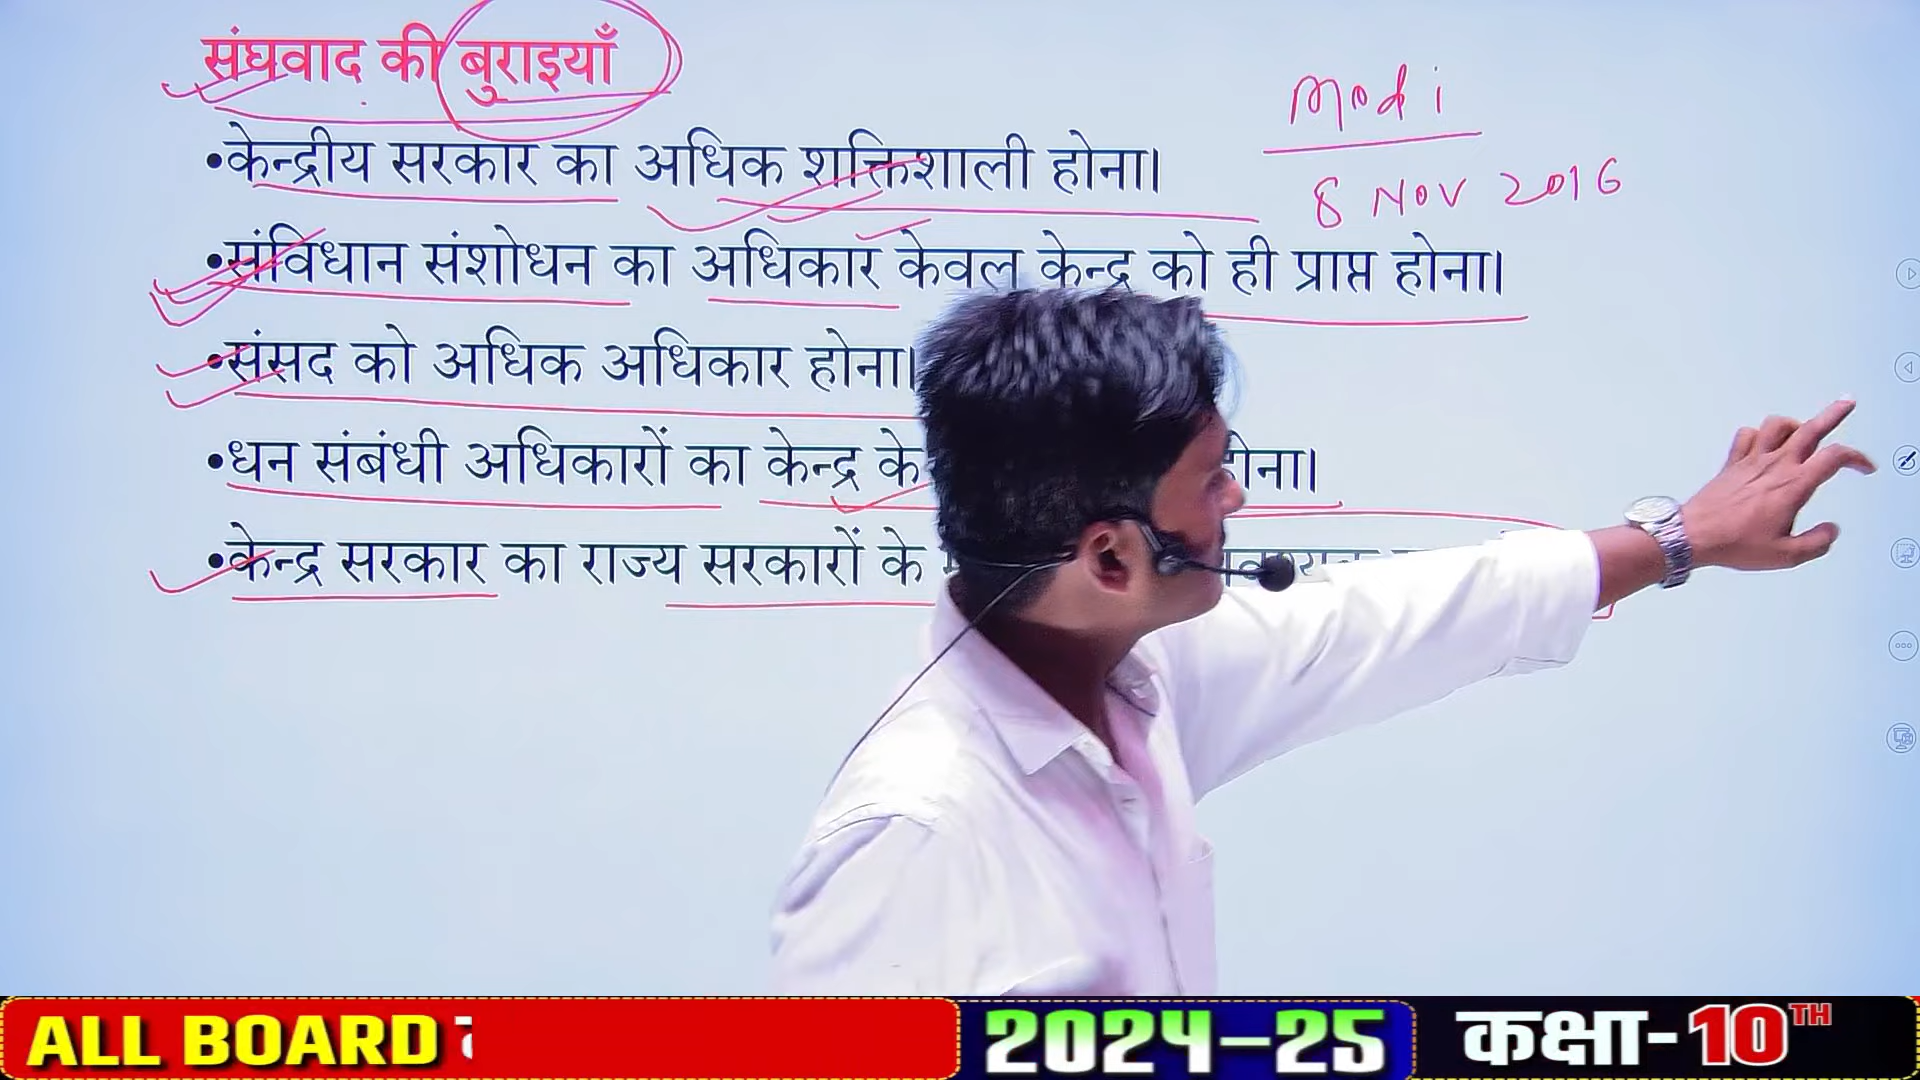 संघवाद की बुराइयाँ
Modi
8 NOV 2016
•केन्द्रीय सरकार का अधिक शक्तिशाली होना।
•संविधान संशोधन का अधिकार केवल केन्द्र को ही प्राप्त होना।
•संसद को अधिक अधिकार होना।
•धन संबंधी अधिकारों का केन्द्र के होना।
•केन्द्र सरकार का राज्य सरकारों के
ALL BOARD 2024-25 कक्षा-10TH